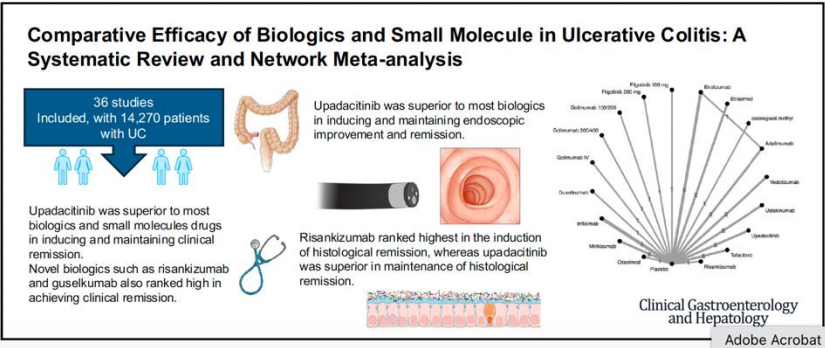 Comparative Efficacy of Biologics and Small Molecule in Ulcerative Colitis: A
Systematic Review and Network Meta-analysis
36 studies
Included, with 14,270 patients
with UC
Upadacitinib was superior to most
biologics and small molecules drugs
in inducing and maintaining clinical
remission.
Novel biologics such as risankizumab
and guselkumab also ranked high in
achieving clinical remission.
Upadacitinib was superior to most biologics
in inducing and maintaining endoscopic
improvement and remission.
Risankizumab ranked highest in the induction
of histological remission, whereas upadacitinib
was superior in maintenance of histological
remission.
Filgotinib 100 mg
Filgotinib 200 mg
Golimumab 100/200
Golimumab 200/400
Golimumab IV
Guselkumab
Infliximab
Mirikizumab
Ozanimod
Placebo
Risankizumab
Tofacitinib
Upadacitinib
Ustekinumab
Vedolizumab
Adalimumab
Etrasimod
Etrolizumab
Clinical Gastroenterology
and Hepatology
Adobe Acrobat